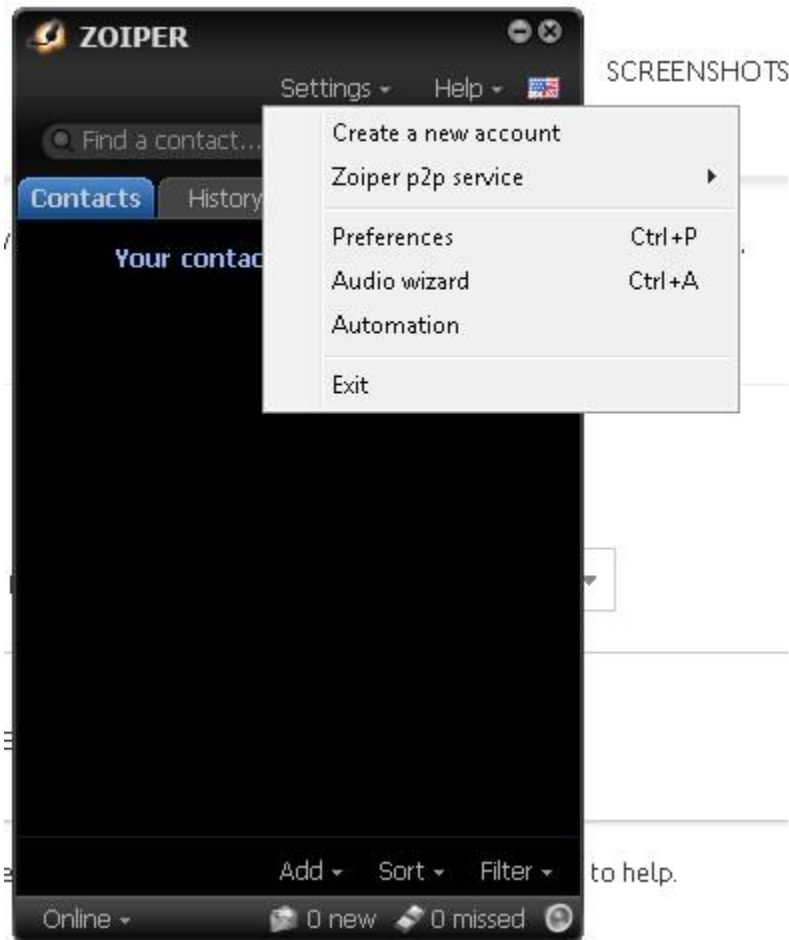 ZOIPER
SCREENSHOTS
Settings Help
Find a contact...
Create a new account
Zoiper p2p service
Contacts History
Preferences Ctrl+P
Your contac
Audio wizard Ctrl+A
Automation
Exit
Add Sort Filter
to help.
Online 0 new 0 missed